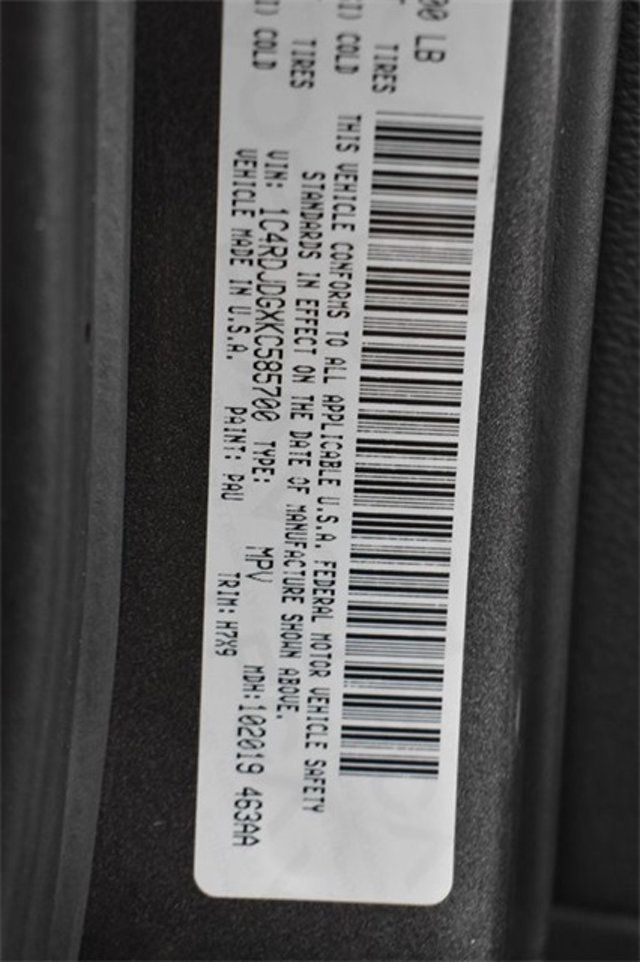 00 LB
TIRES
TIRES
I) COLD
I) COLD
THIS VEHICLE CONFORMS TO ALL APPLICABLE U.S.A. FEDERAL MOTOR VEHICLE SAFETY
STANDARDS IN EFFECT ON THE DATE OF MANUFACTURE SHOWN ABOVE.
VIN: 1C4RDJDGXKC585700 TYPE: MPV MDH: 102019 463AA
VEHICLE MADE IN U.S.A. PAINT: PAU TRIM: H7X9